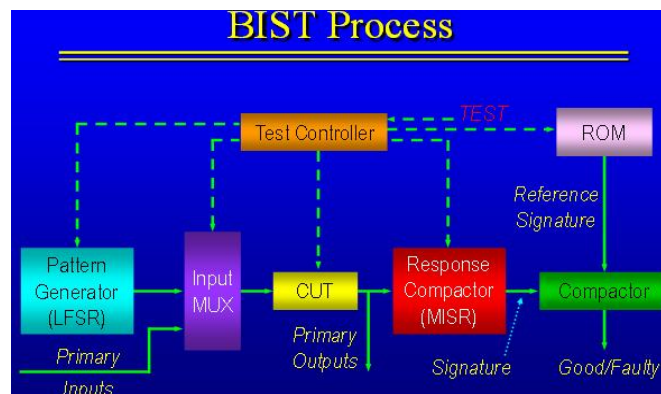 BIST Process
TEST
Test Controller
ROM
Reference
Signature
Pattern
Generator
(LFSR)
Input
MUX
CUT
Response
Compactor
(MISR)
Compactor
Primary
Inputs
Primary
Outputs
Signature
Good/Faulty